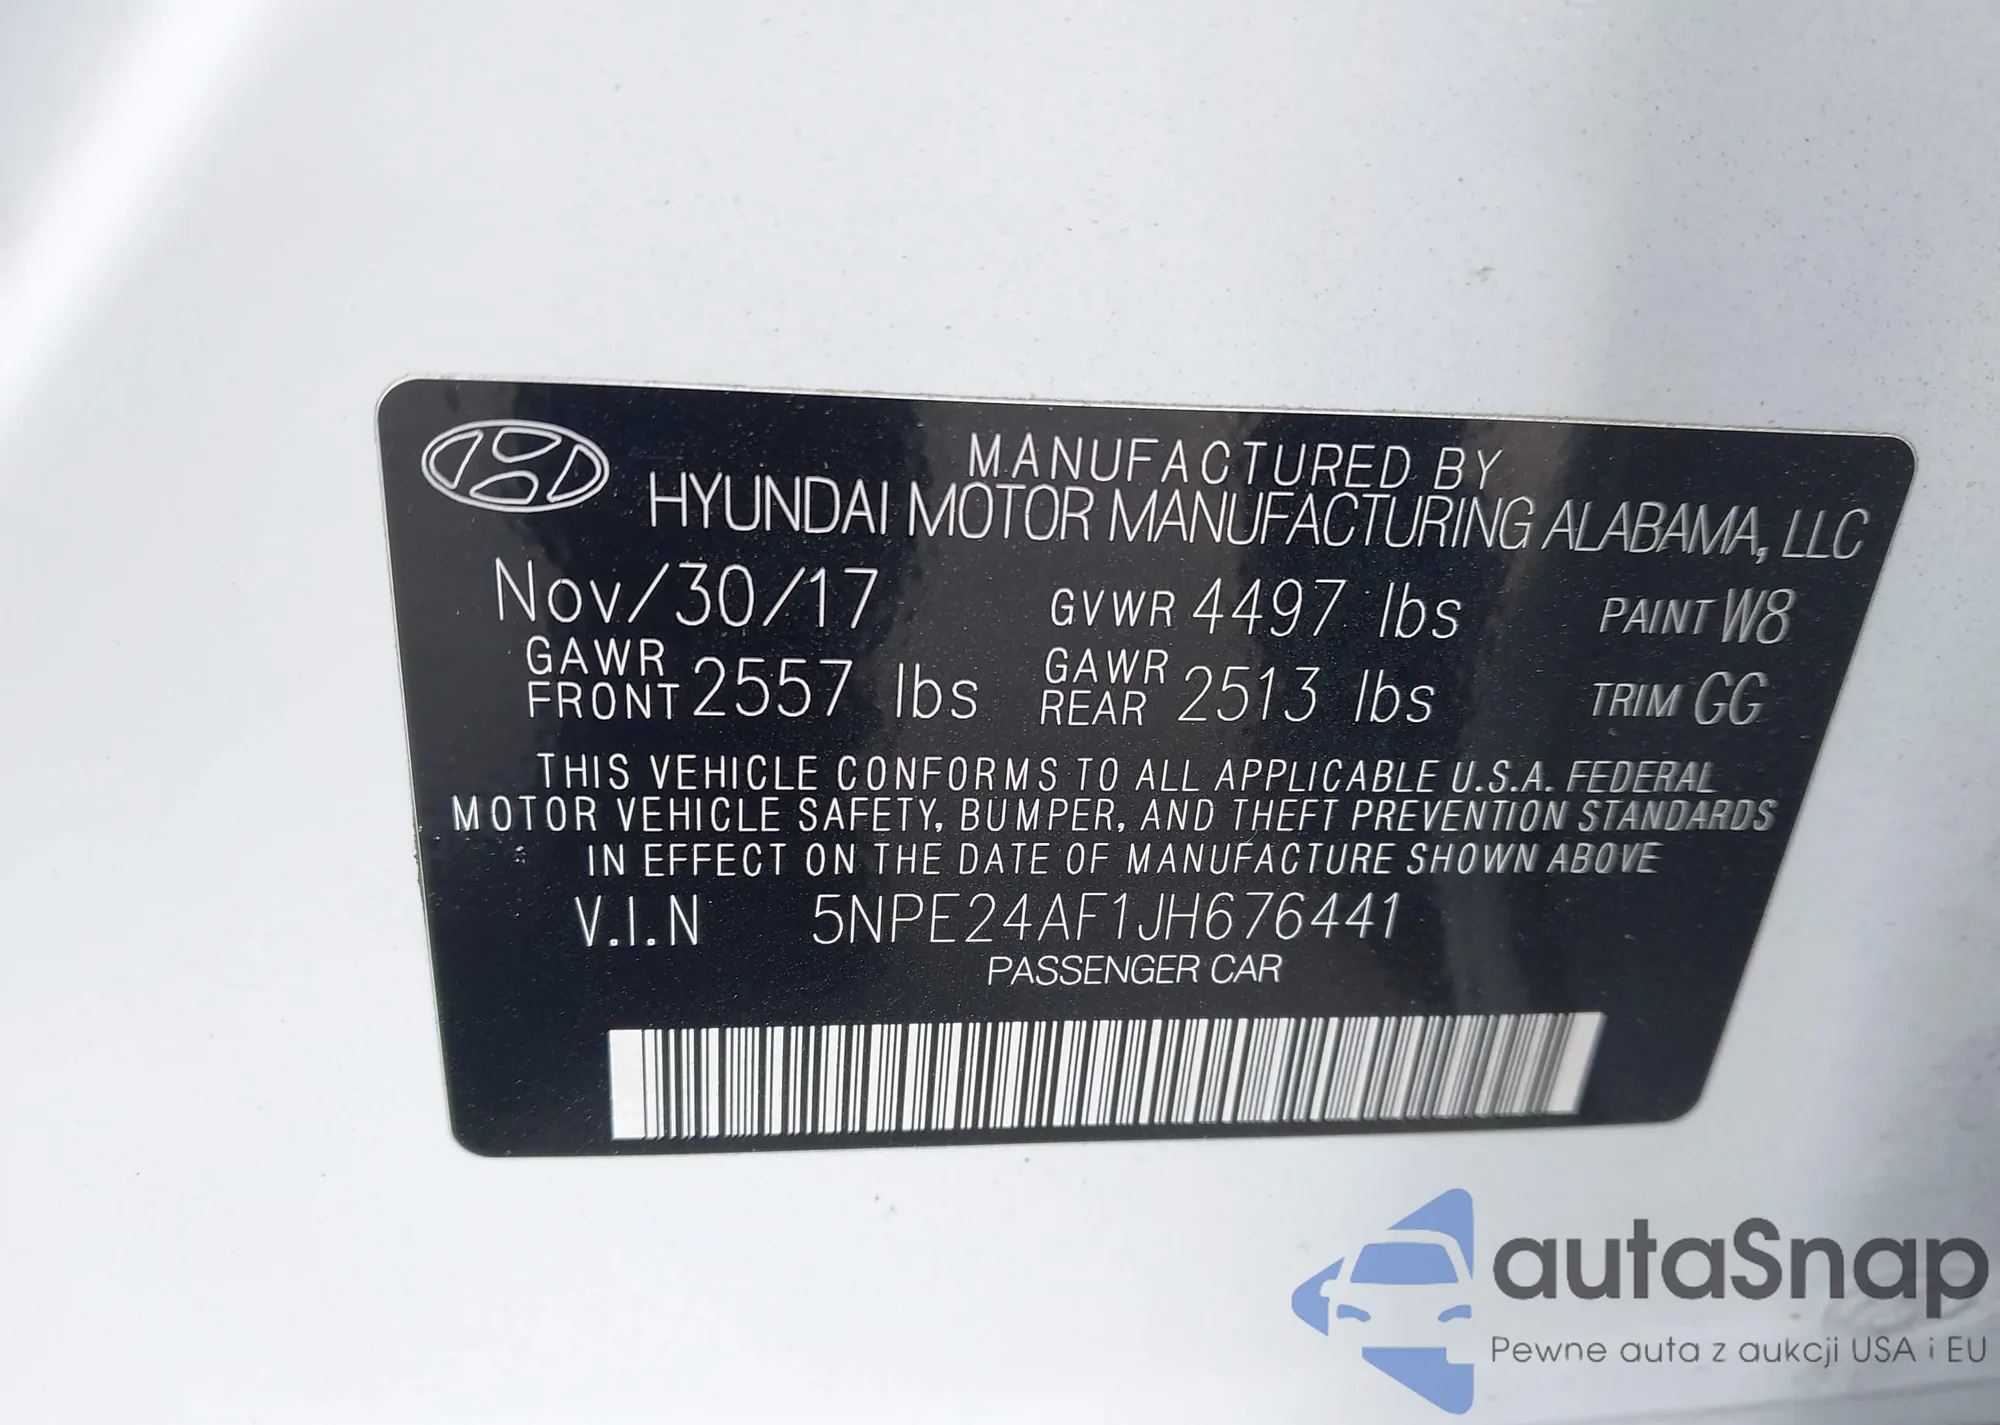 MANUFACTURED BY
HYUNDAI MOTOR MANUFACTURING ALABAMA, LLC
Nov/30/17 GVWR 4497 lbs PAINT W8
GAWR FRONT 2557 lbs GAWR REAR 2513 lbs TRIM GG
THIS VEHICLE CONFORMS TO ALL APPLICABLE U.S.A. FEDERAL
MOTOR VEHICLE SAFETY, BUMPER, AND THEFT PREVENTION STANDARDS
IN EFFECT ON THE DATE OF MANUFACTURE SHOWN ABOVE
V.I.N 5NPE24AF1JH676441
PASSENGER CAR
autaSnap
Pewne auta z aukcji USA i EU